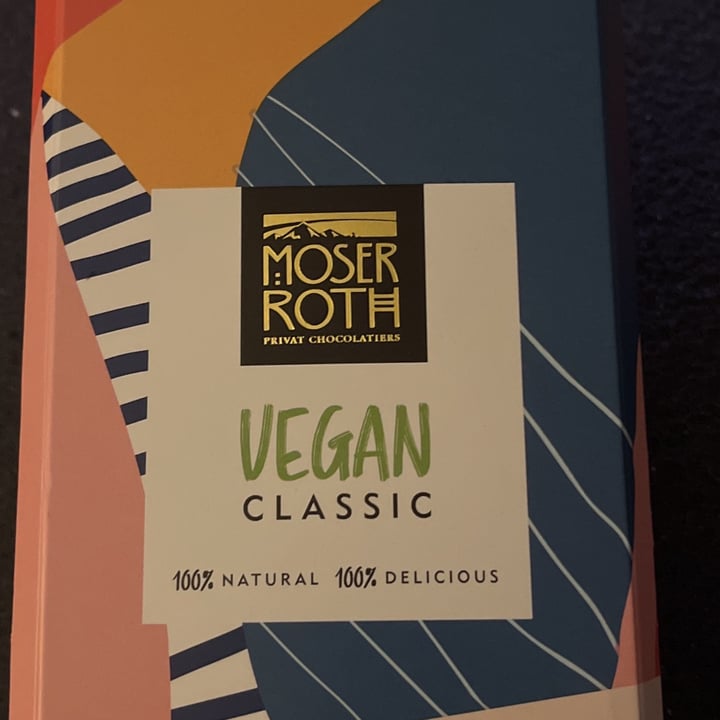 MOSER
ROTH
PRIVAT CHOCOLATIERS
VEGAN
CLASSIC
100% NATURAL 100% DELICIOUS